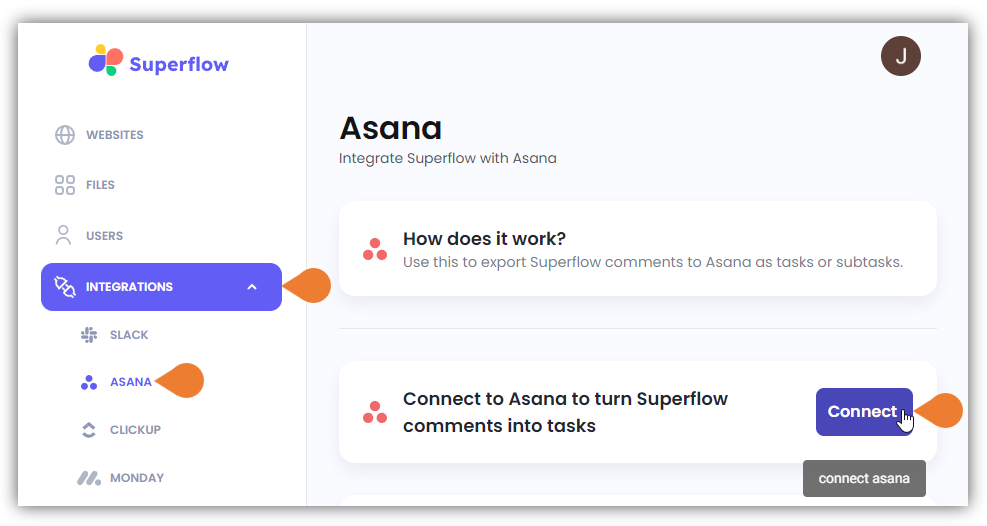 Superflow
J
WEBSITES
FILES
USERS
INTEGRATIONS
SLACK
ASANA
CLICKUP
MONDAY
Asana
Integrate Superflow with Asana
How does it work?
Use this to export Superflow comments to Asana as tasks or subtasks.
Connect to Asana to turn Superflow
comments into tasks
Connect
connect asana